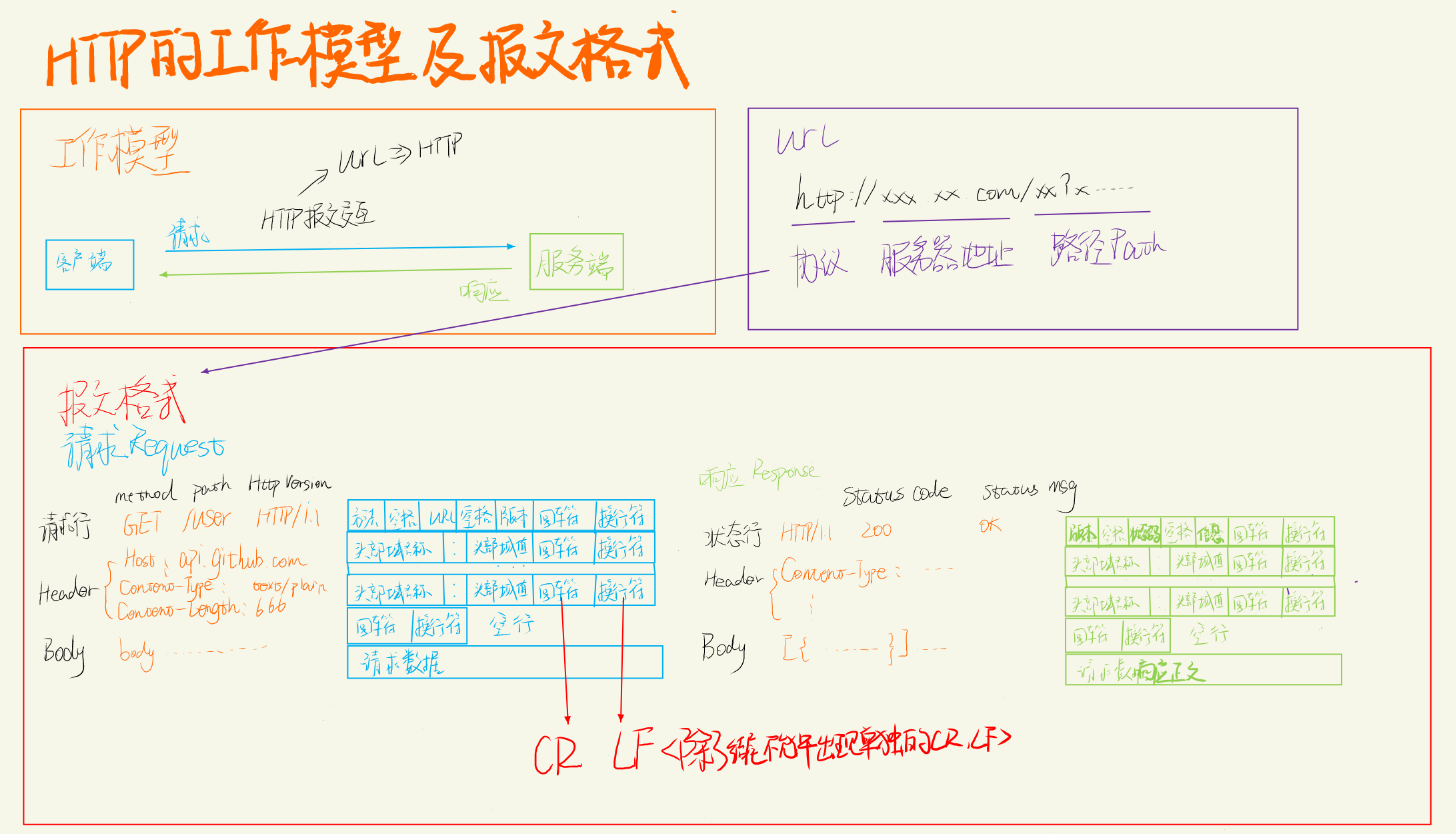 HTTP的工作模型及报文格式
工作模型
URL => HTTP
HTTP报文交互
请求
客户端
服务端
响应
URL
http://xxx xx com/xx?x······
协议 服务器地址 路径Path
报文格式
请求Request
method path Http Version
请求行 GET /user HTTP/1.1
Host: api.github.com
Header Content-Type: text/plain
Content-Length: 666
Body body ············
方法 空格 URL 空格 版本 回车符 换行符
头部域名称 : 头部域值 回车符 换行符
···
头部域名称 : 头部域值 回车符 换行符
回车符 换行符 空行
请求数据
响应 Response
Status code Status msg
状态行 HTTP/1.1 200 OK
Header Content-Type: ····
Body [{ ······ }] ···
版本 空格 状态码 空格 信息 回车符 换行符
头部域名称 头部域值 回车符 换行符
头部域名称 : 头部域值 回车符 换行符
回车符 换行符 空行
响应正文
CR LF <除了结尾不允许出现单独的CR,LF>